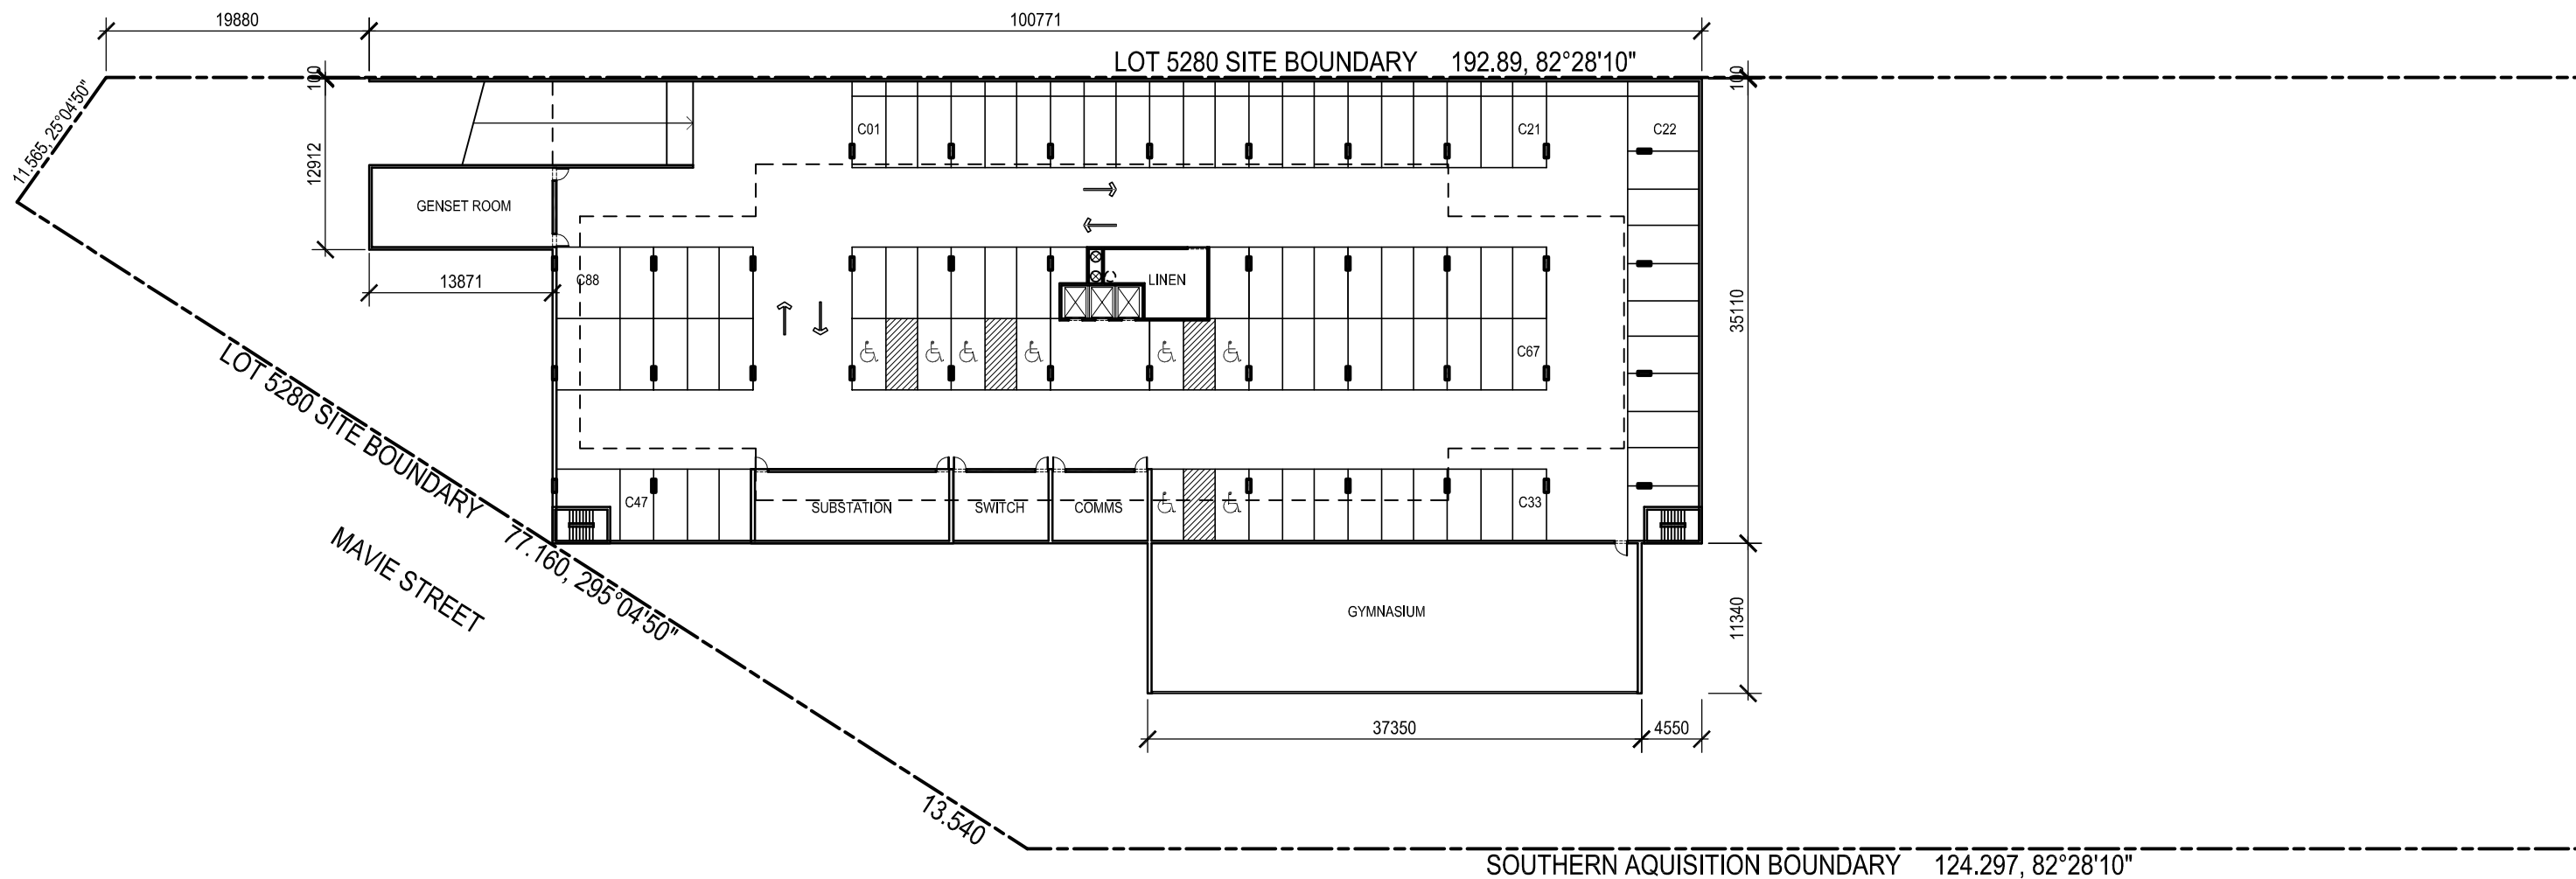 19880
100771
LOT 5280 SITE BOUNDARY 192.89, 82°28'10"
100
100
11.565, 25°04'50"
12912
C01
C21
C22
GENSET ROOM
13871
C88
LINEN
35110
C67
LOT 5280 SITE BOUNDARY 77.160, 295°04'50"
C47
SUBSTATION
SWITCH
COMMS
C33
MAVIE STREET
GYMNASIUM
11340
37350
4550
13.540
SOUTHERN AQUISITION BOUNDARY 124.297, 82°28'10"